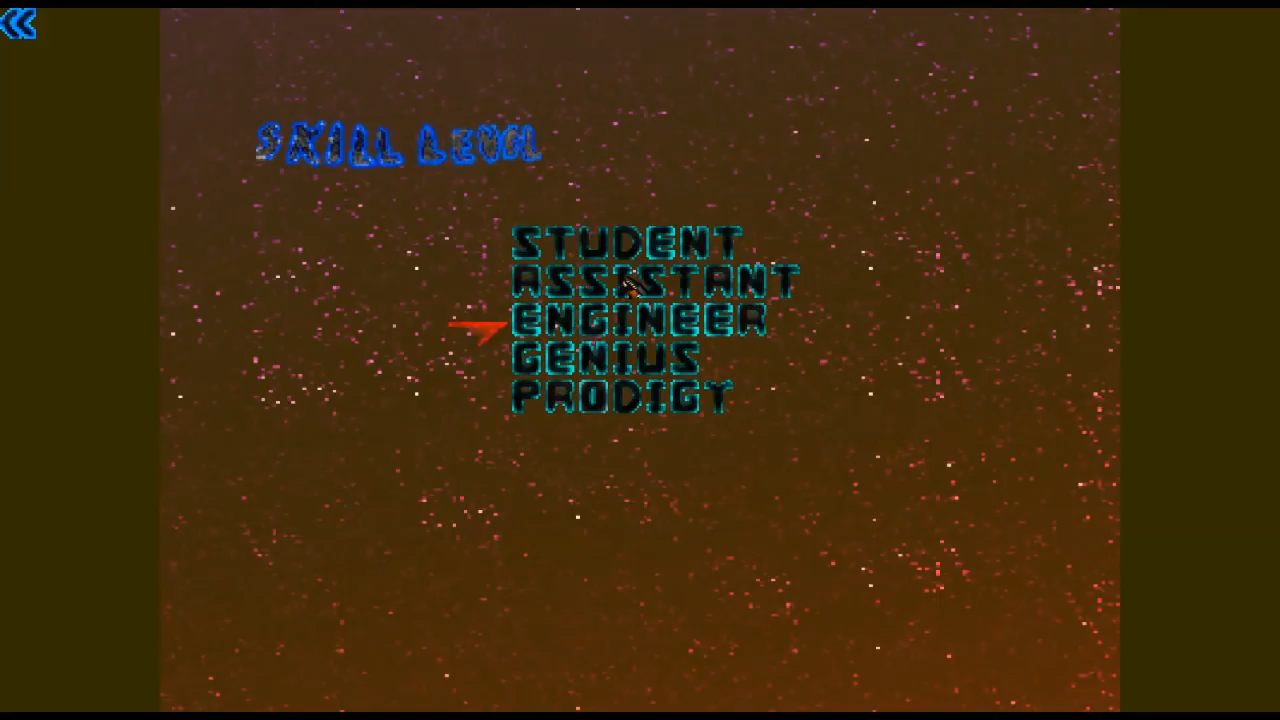 SKILL LEVEL
STUDENT
ASSISTANT
ENGINEER
GENIUS
PRODIGY